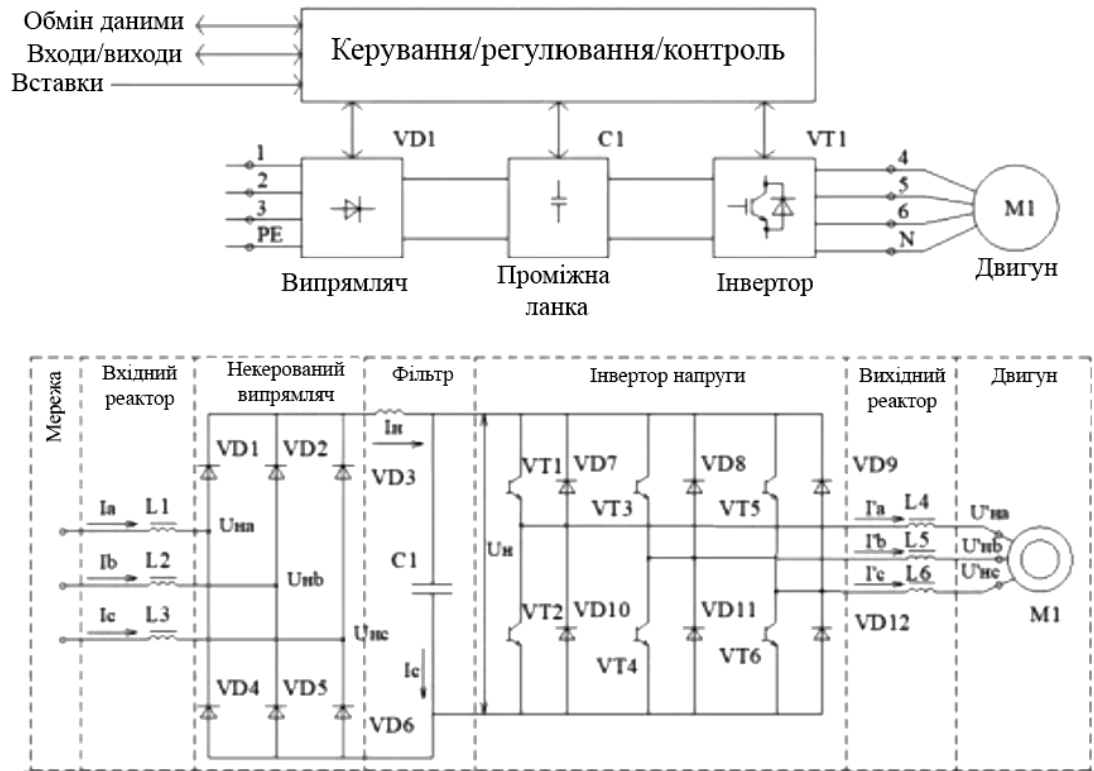 Обмін даними
Входи/виходи
Вставки
Керування/регулювання/контроль
VD1
C1
VT1
1
2
3
PE
4
5
6
N
M1
Випрямляч
Проміжна
ланка
Інвертор
Двигун
Мережа
Вхідний
реактор
Некерований
випрямляч
Фільтр
Інвертор напруги
Вихідний
реактор
Двигун
Iн
VD1
VD2
VD3
VT1
VD7
VD8
VD9
VT3
VT5
Ia
L1
Uна
I'a
L4
U'на
Ib
L2
Uнb
C1
Uн
I'b
L5
U'нb
Ic
L3
Uнс
I'c
L6
U'нс
VT2
VD10
VD11
VD12
M1
Ic
VT4
VT6
VD4
VD5
VD6